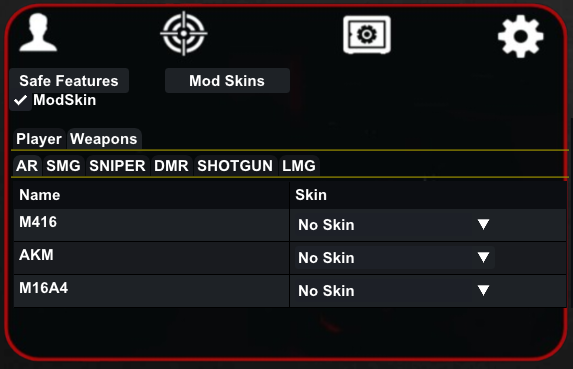 Safe Features Mod Skins
ModSkin
Player Weapons
AR SMG SNIPER DMR SHOTGUN LMG
Name Skin
M416 No Skin
AKM No Skin
M16A4 No Skin